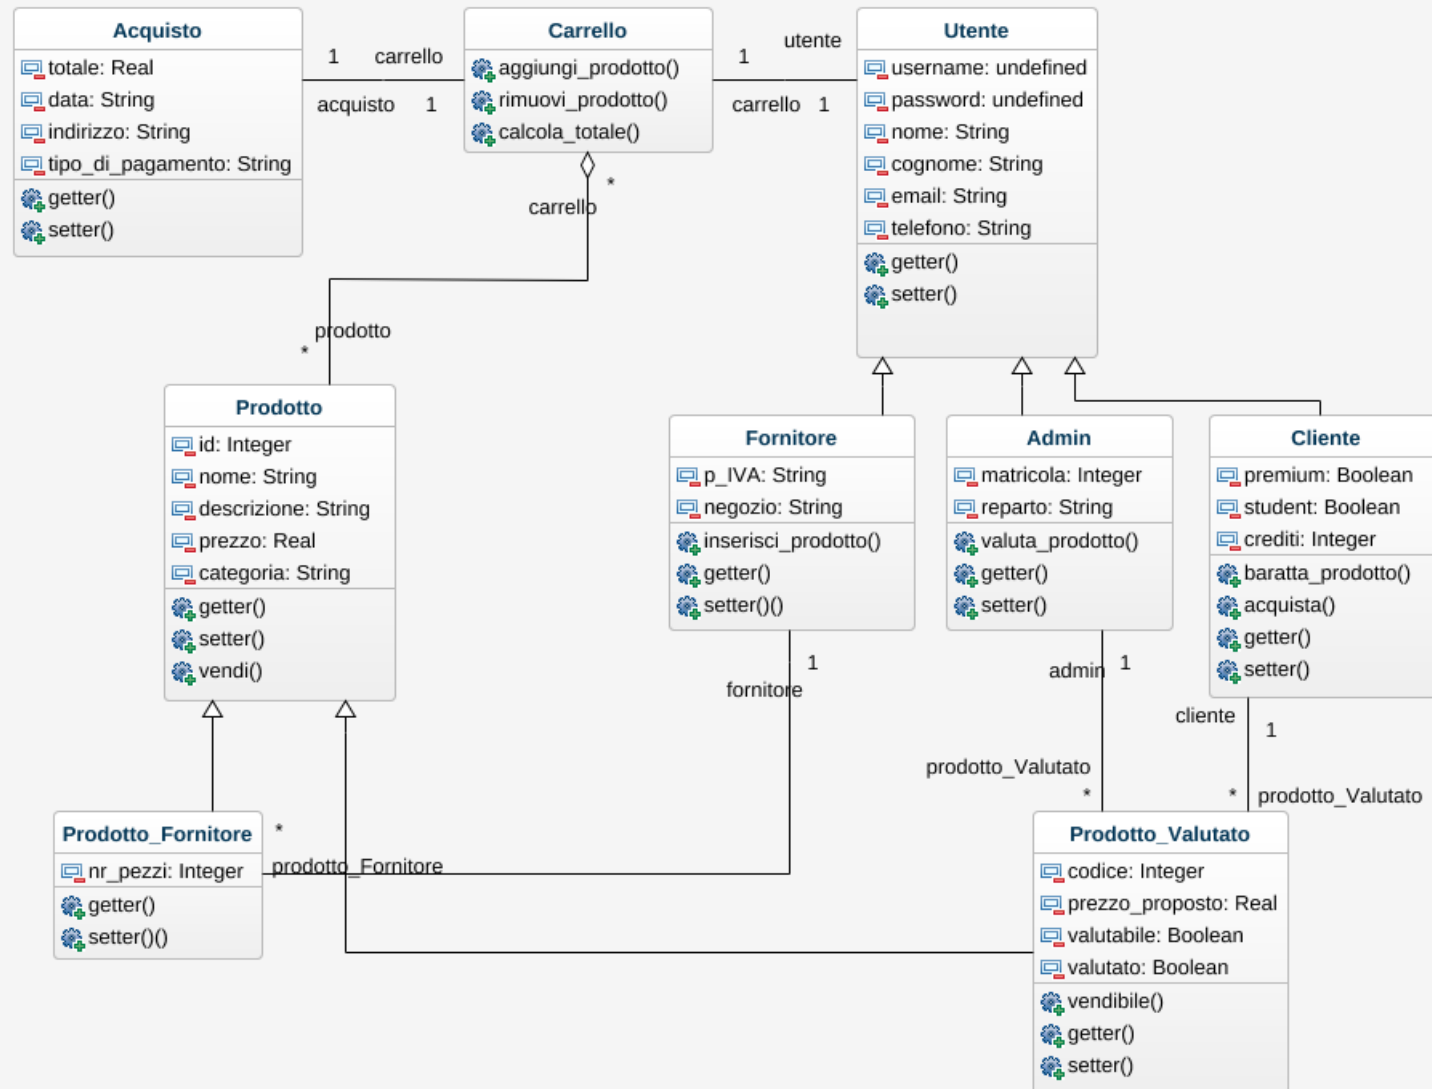 Acquisto
totale: Real
data: String
indirizzo: String
tipo_di_pagamento: String
getter()
setter()
1 carrello
acquisto 1
Carrello
aggiungi_prodotto()
rimuovi_prodotto()
calcola_totale()
1 utente
carrello 1
Utente
username: undefined
password: undefined
nome: String
cognome: String
email: String
telefono: String
getter()
setter()
*
carrello
prodotto
*
Prodotto
id: Integer
nome: String
descrizione: String
prezzo: Real
categoria: String
getter()
setter()
vendi()
Fornitore
p_IVA: String
negozio: String
inserisci_prodotto()
getter()
setter()()
Admin
matricola: Integer
reparto: String
valuta_prodotto()
getter()
setter()
Cliente
premium: Boolean
student: Boolean
crediti: Integer
baratta_prodotto()
acquista()
getter()
setter()
1
fornitore
admin 1
cliente
1
prodotto_Valutato
*
* prodotto_Valutato
Prodotto_Fornitore
nr_pezzi: Integer
getter()
setter()()
*
prodotto_Fornitore
Prodotto_Valutato
codice: Integer
prezzo_proposto: Real
valutabile: Boolean
valutato: Boolean
vendibile()
getter()
setter()